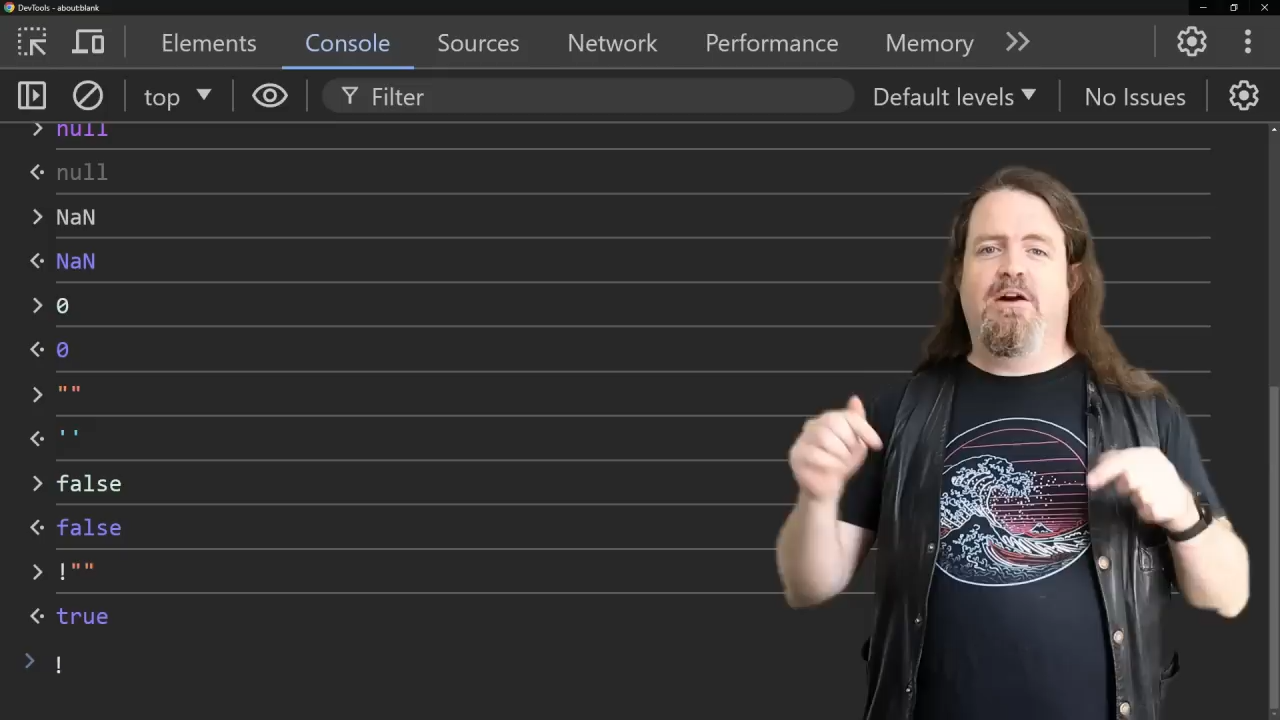 DevTools - about:blank
Elements Console Sources Network Performance Memory
top Filter Default levels No Issues
> null
<· null
> NaN
<· NaN
> 0
<· 0
> ""
<· ''
> false
<· false
> !""
<· true
> !